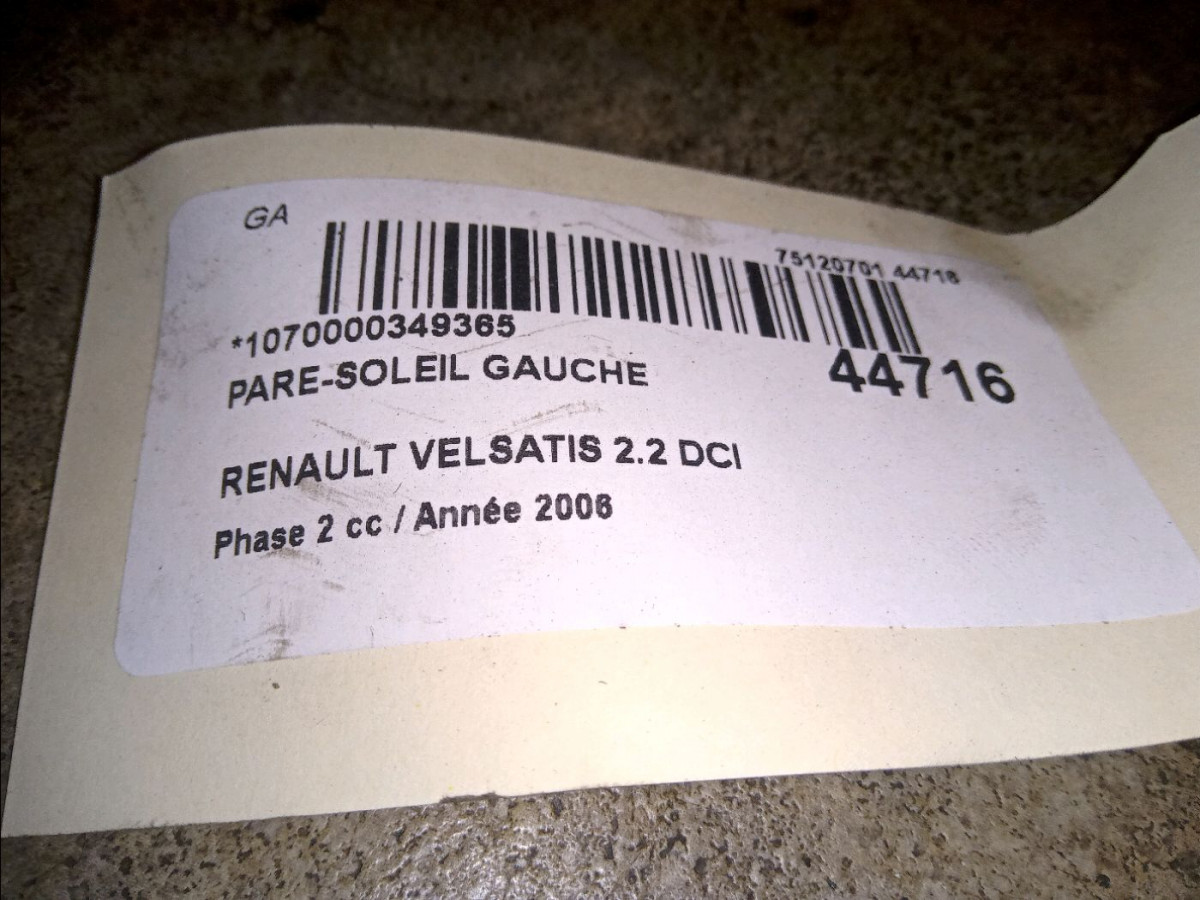 GA
75120701 44716
*1070000349365
PARE-SOLEIL GAUCHE
44716
RENAULT VELSATIS 2.2 DCI
Phase 2 cc / Année 2006